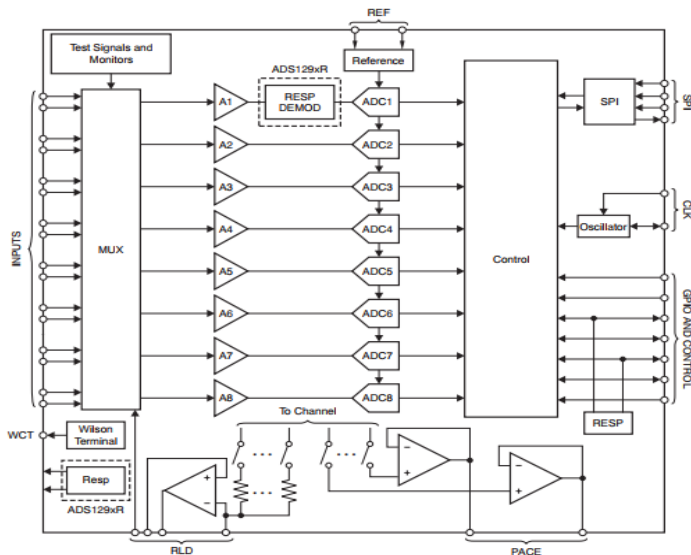 REF
Test Signals and
Monitors
ADS129xR
Reference
A1
RESP
DEMOD
ADC1
SPI
SPI
A2
ADC2
A3
ADC3
CLK
INPUTS
MUX
A4
ADC4
Oscillator
Control
A5
ADC5
A6
ADC6
GPIO AND CONTROL
A7
ADC7
A8
ADC8
To Channel
RESP
WCT
Wilson
Terminal
Resp
ADS129xR
RLD
PACE